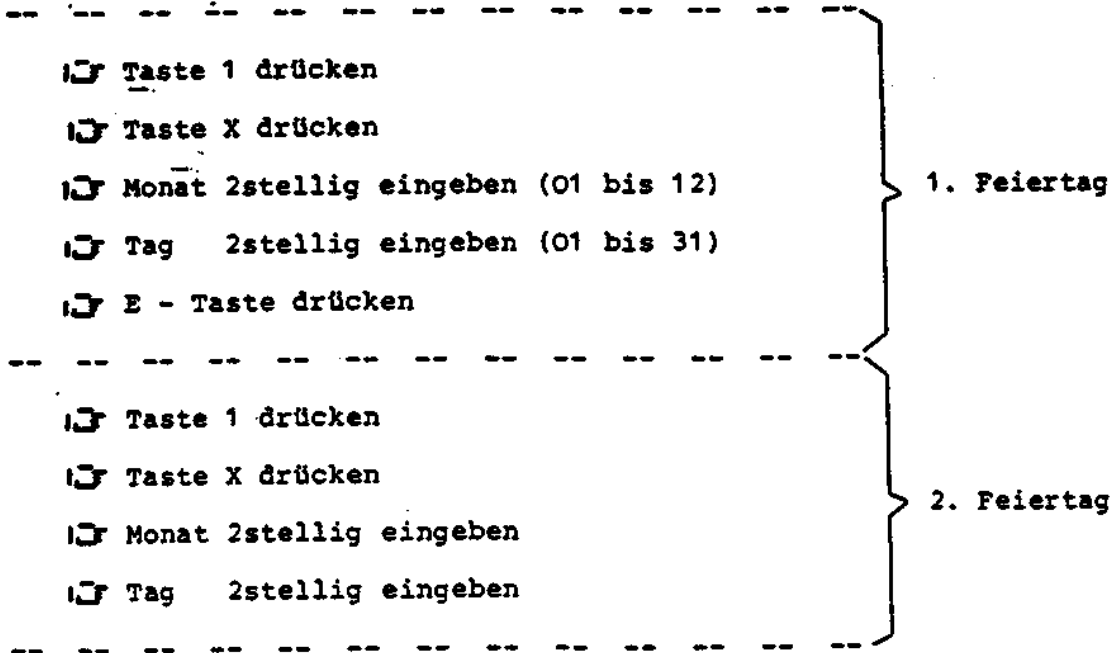 ☞ Taste 1 drücken
☞ Taste X drücken
☞ Monat 2stellig eingeben (01 bis 12)
1. Feiertag
☞ Tag 2stellig eingeben (01 bis 31)
☞ E - Taste drücken
☞ Taste 1 drücken
☞ Taste X drücken
2. Feiertag
☞ Monat 2stellig eingeben
☞ Tag 2stellig eingeben